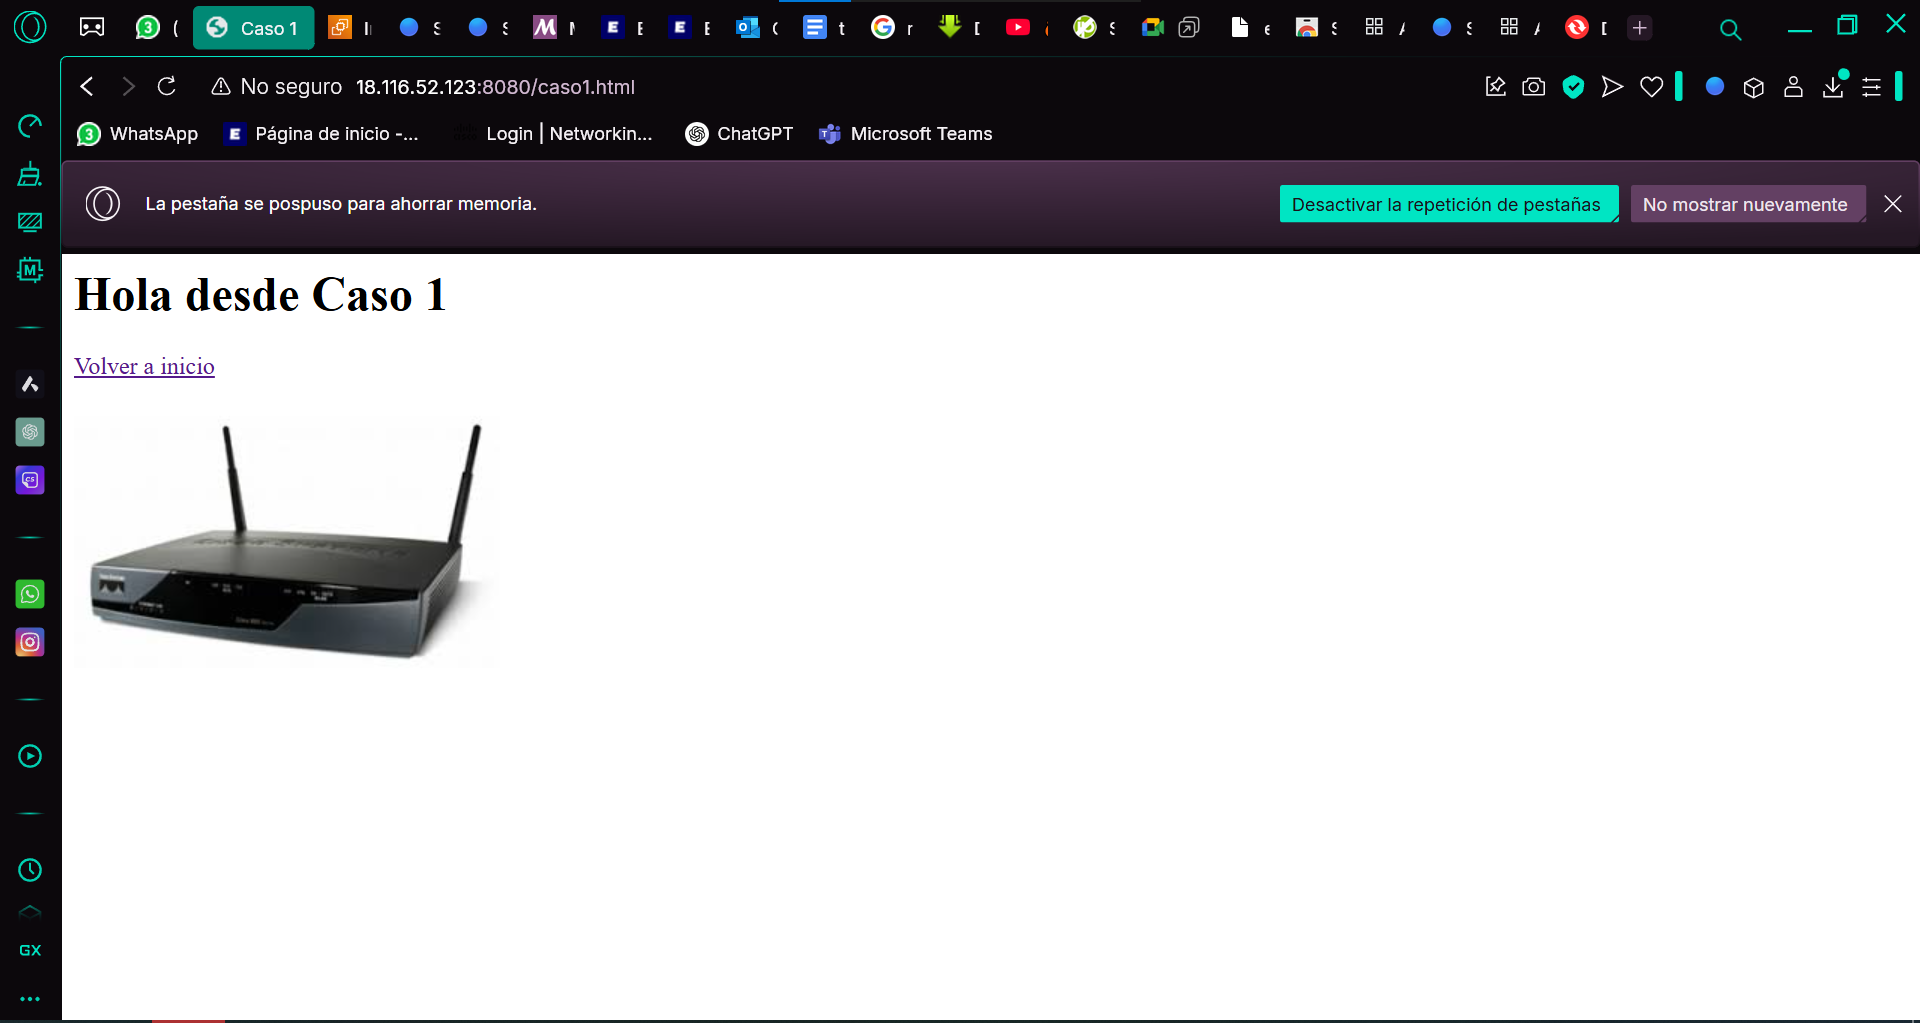 3 ( Caso 1
No seguro 18.116.52.123:8080/caso1.html
3 WhatsApp E Página de inicio -... Login | Networkin... ChatGPT Microsoft Teams
La pestaña se pospuso para ahorrar memoria. Desactivar la repetición de pestañas No mostrar nuevamente
Hola desde Caso 1
Volver a inicio
M
GX